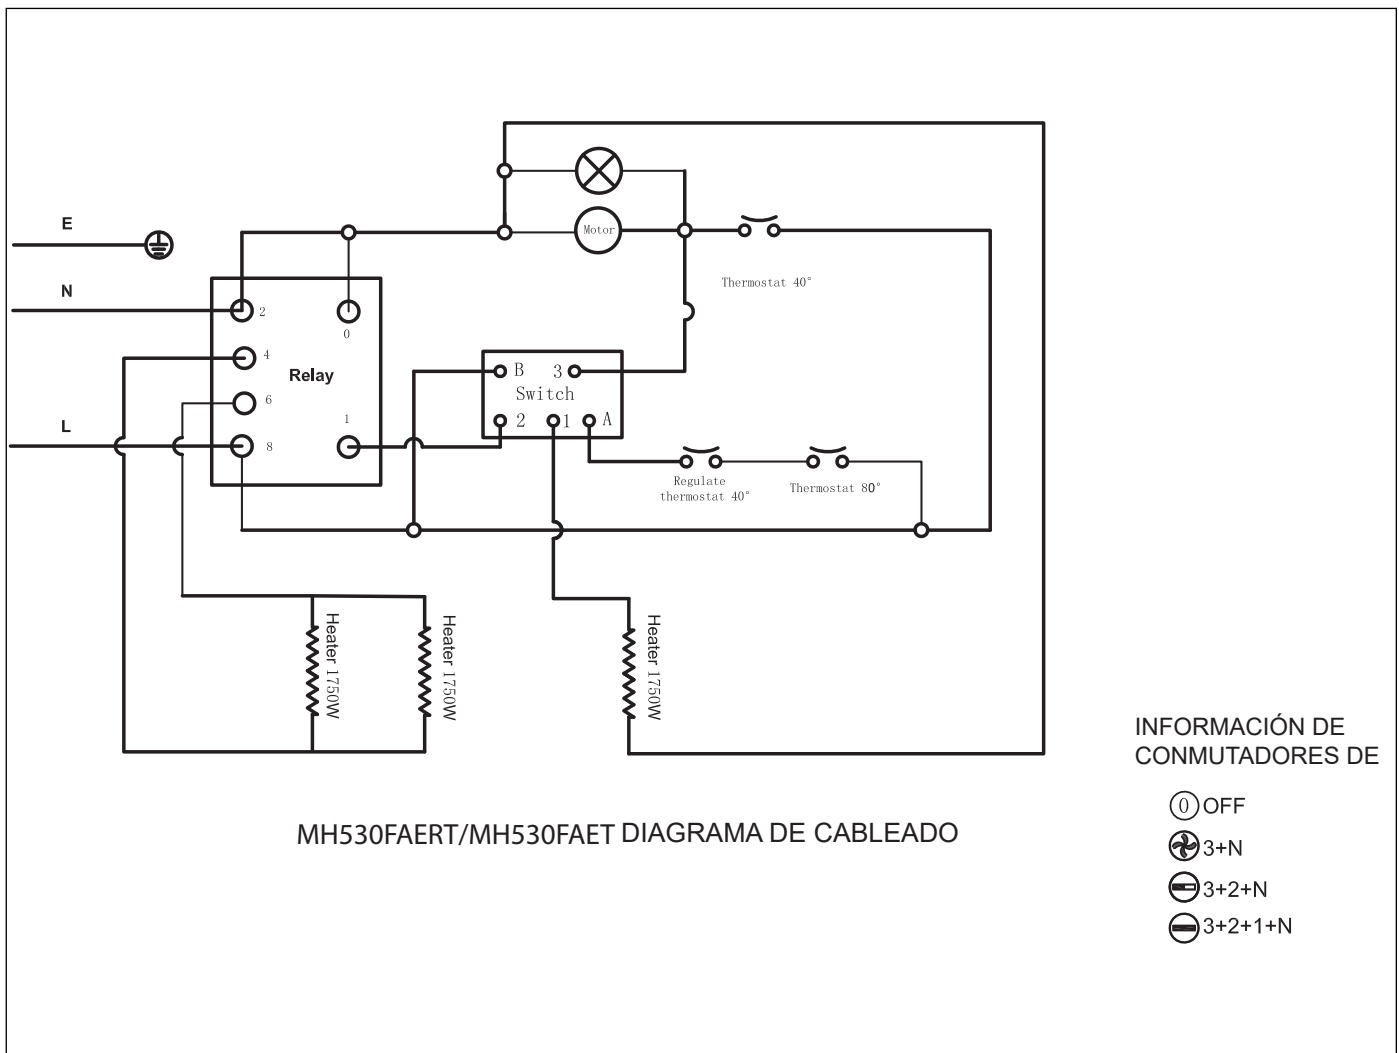 E
N
L
2
0
4
Relay
6
1
8
Motor
Thermostat 40°
B 3
Switch
2 1 A
Regulate
thermostat 40°
Thermostat 80°
Heater 1750W
Heater 1750W
Heater 1750W
MH530FAERT/MH530FAET DIAGRAMA DE CABLEADO
INFORMACIÓN DE
CONMUTADORES DE
0 OFF
3+N
3+2+N
3+2+1+N